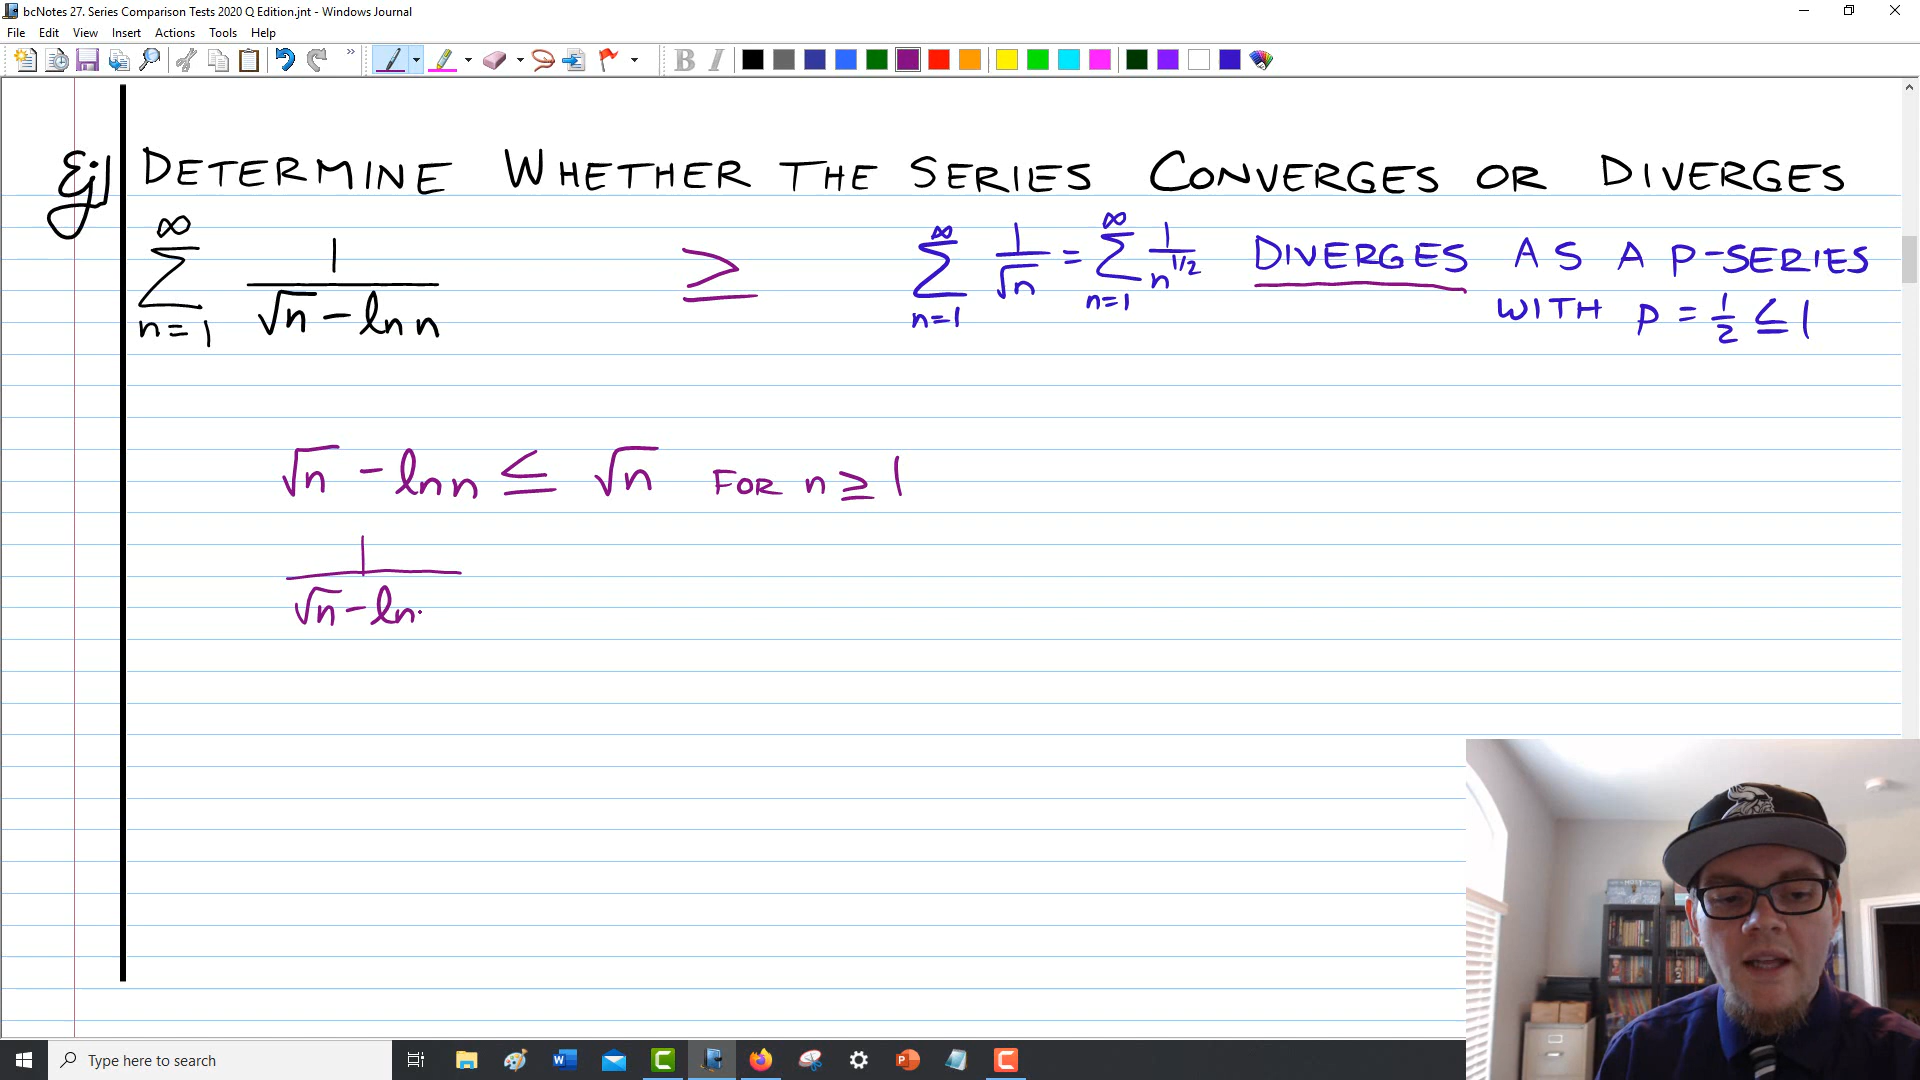 bcNotes 27. Series Comparison Tests 2020 Q Edition.jnt - Windows Journal
File Edit View Insert Actions Tools Help
B I
Ej DETERMINE WHETHER THE SERIES CONVERGES OR DIVERGES
∞ ∑ n=1 1/(√n - ln n) ≥ ∞ ∑ n=1 1/√n = ∞ ∑ n=1 1/n^1/2 DIVERGES AS A P-SERIES
WITH P = 1/2 ≤ 1
√n - ln n ≤ √n FOR n ≥ 1
1/(√n - ln
Type here to search